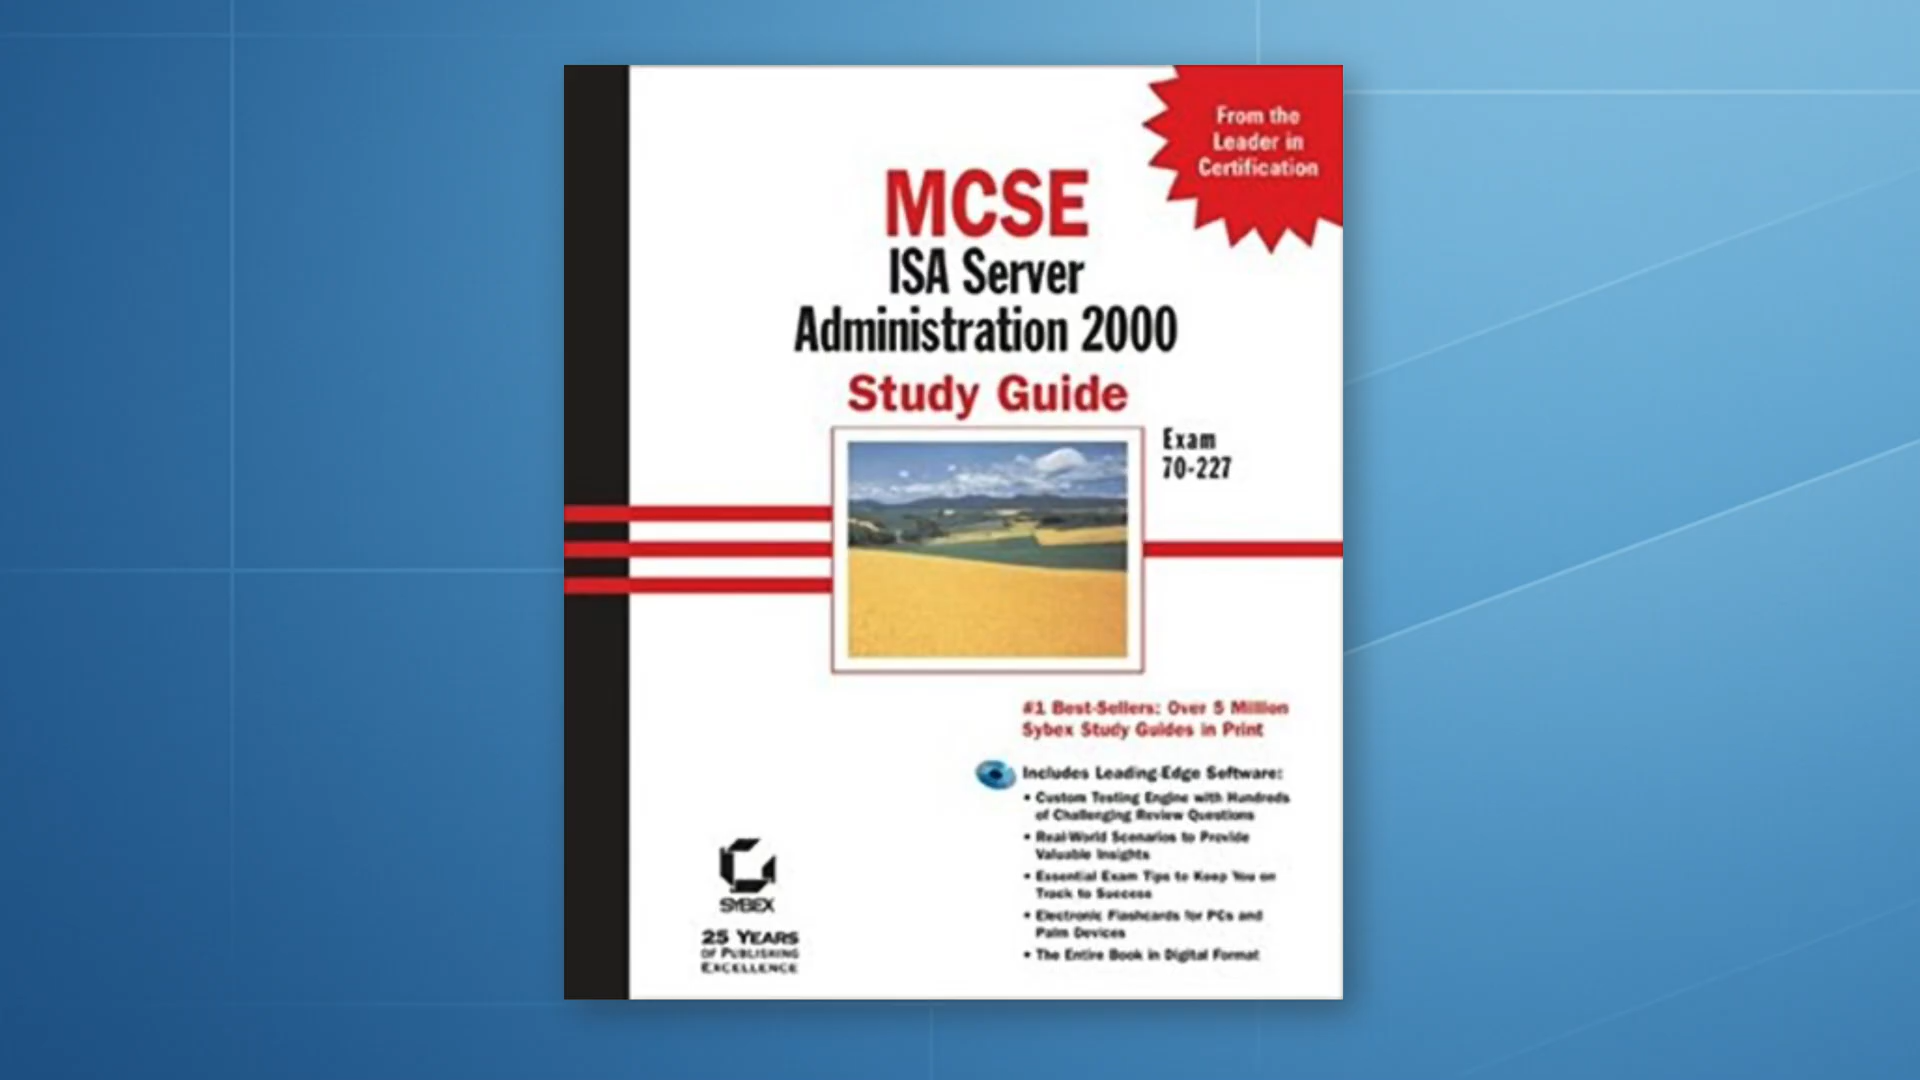 From the
Leader in
Certification
MCSE
ISA Server
Administration 2000
Study Guide
Exam
70-227
#1 Best-Sellers: Over 5 Million
Sybex Study Guides in Print
Includes Leading-Edge Software:
• Custom Testing Engine with Hundreds
of Challenging Review Questions
• Real-World Scenarios to Provide
Valuable Insights
• Essential Exam Tips to Keep You on
Track to Success
• Electronic Flashcards for PCs and
Palm Devices
• The Entire Book in Digital Format
SYBEX
25 YEARS
OF PUBLISHING
EXCELLENCE